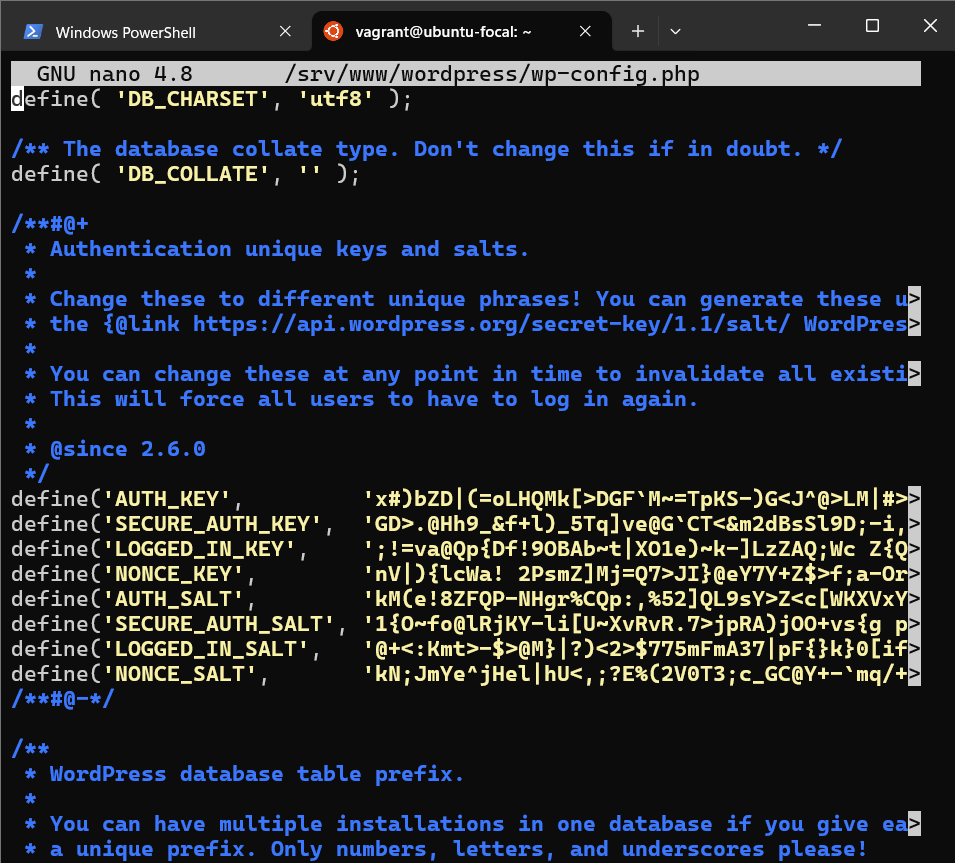 Windows PowerShell
vagrant@ubuntu-focal: ~
GNU nano 4.8 /srv/www/wordpress/wp-config.php
define( 'DB_CHARSET', 'utf8' );
/** The database collate type. Don't change this if in doubt. */
define( 'DB_COLLATE', '' );
/**#@+
 * Authentication unique keys and salts.
 *
 * Change these to different unique phrases! You can generate these u>
 * the {@link https://api.wordpress.org/secret-key/1.1/salt/ WordPres>
 *
 * You can change these at any point in time to invalidate all existi>
 * This will force all users to have to log in again.
 *
 * @since 2.6.0
 */
define('AUTH_KEY',         'x#)bZD|(=oLHQMk[>DGF`M~=TpKS-)G<J^@>LM|#>>
define('SECURE_AUTH_KEY',  'GD>.@Hh9_&f+l)_5Tq]ve@G`CT<&m2dBsSl9D;-i,>
define('LOGGED_IN_KEY',    ';!=va@Qp{Df!9OBAb~t|XO1e)~k-]LzZAQ;Wc Z{Q>
define('NONCE_KEY',        'nV|){lcWa! 2PsmZ]Mj=Q7>JI}@eY7Y+Z$>f;a-Or>
define('AUTH_SALT',        'kM(e!8ZFQP-NHgr%CQp:,%52]QL9sY>Z<c[WKXVxY>
define('SECURE_AUTH_SALT', '1{O~fo@lRjKY-li[U~XvRvR.7>jpRA)jOO+vs{g p>
define('LOGGED_IN_SALT',   '@+<:Kmt>-$>@M}|?)<2>$775mFmA37|pF{}k}0[if>
define('NONCE_SALT',       'kN;JmYe^jHel|hU<,;?E%(2V0T3;c_GC@Y+-`mq/+>
/**#@-*/
/**
 * WordPress database table prefix.
 *
 * You can have multiple installations in one database if you give ea>
 * a unique prefix. Only numbers, letters, and underscores please!